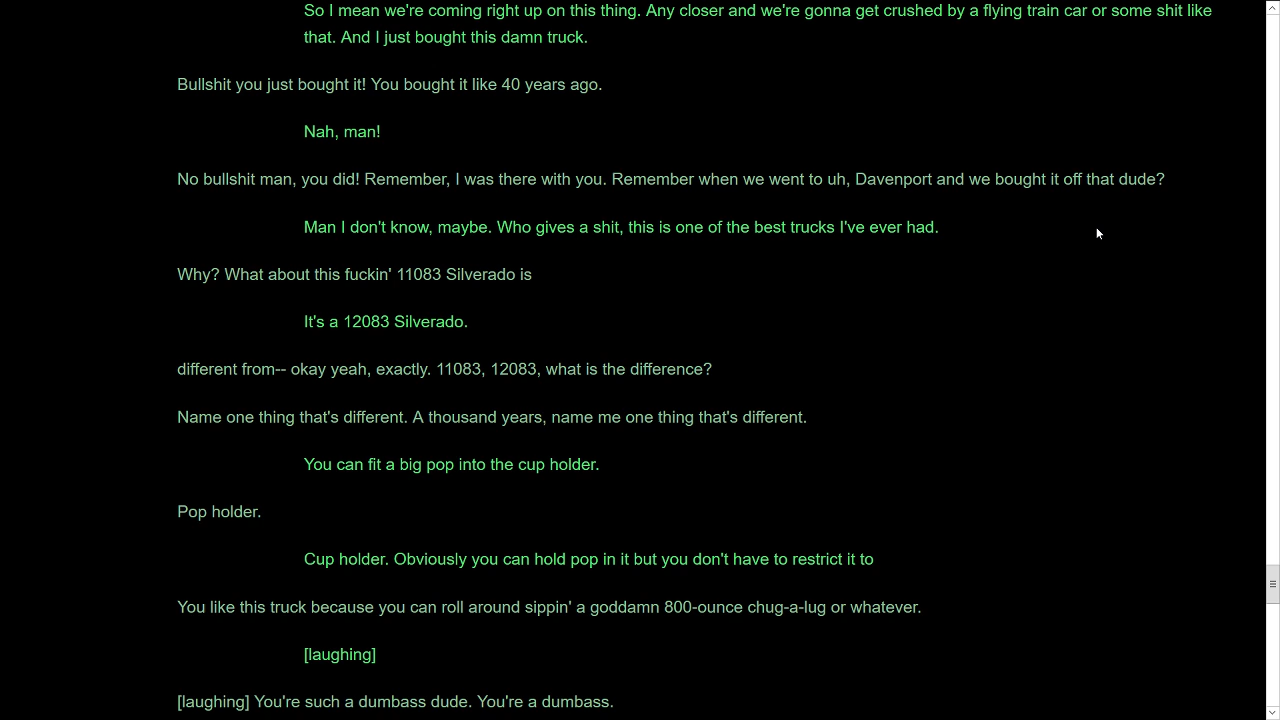 So I mean we're coming right up on this thing. Any closer and we're gonna get crushed by a flying train car or some shit like
that. And I just bought this damn truck.
Bullshit you just bought it! You bought it like 40 years ago.
Nah, man!
No bullshit man, you did! Remember, I was there with you. Remember when we went to uh, Davenport and we bought it off that dude?
Man I don't know, maybe. Who gives a shit, this is one of the best trucks I've ever had.
Why? What about this fuckin' 11083 Silverado is
It's a 12083 Silverado.
different from-- okay yeah, exactly. 11083, 12083, what is the difference?
Name one thing that's different. A thousand years, name me one thing that's different.
You can fit a big pop into the cup holder.
Pop holder.
Cup holder. Obviously you can hold pop in it but you don't have to restrict it to
You like this truck because you can roll around sippin' a goddamn 800-ounce chug-a-lug or whatever.
[laughing]
[laughing] You're such a dumbass dude. You're a dumbass.